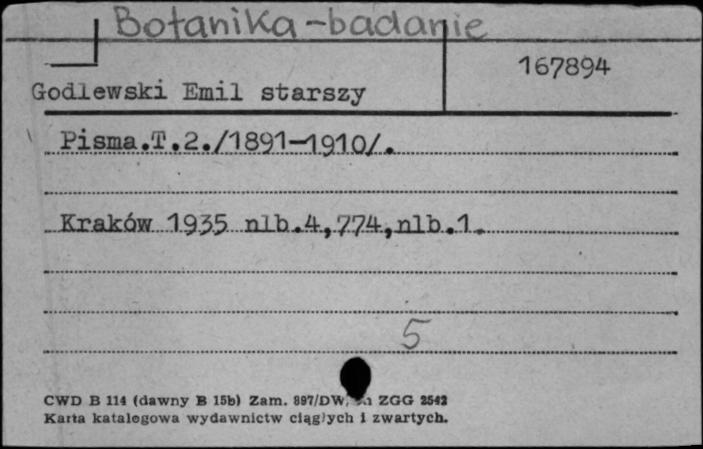 Botanika-badanie
167894
Godlewski Emil starszy
Pisma.T.2./1891-1910/.
Kraków 1935 nlb.4,774,nlb.1.
5
CWD B 114 (dawny B 15b) Zam. 897/DW, ZGG 2542
Karta katalogowa wydawnictw ciągłych i zwartych.